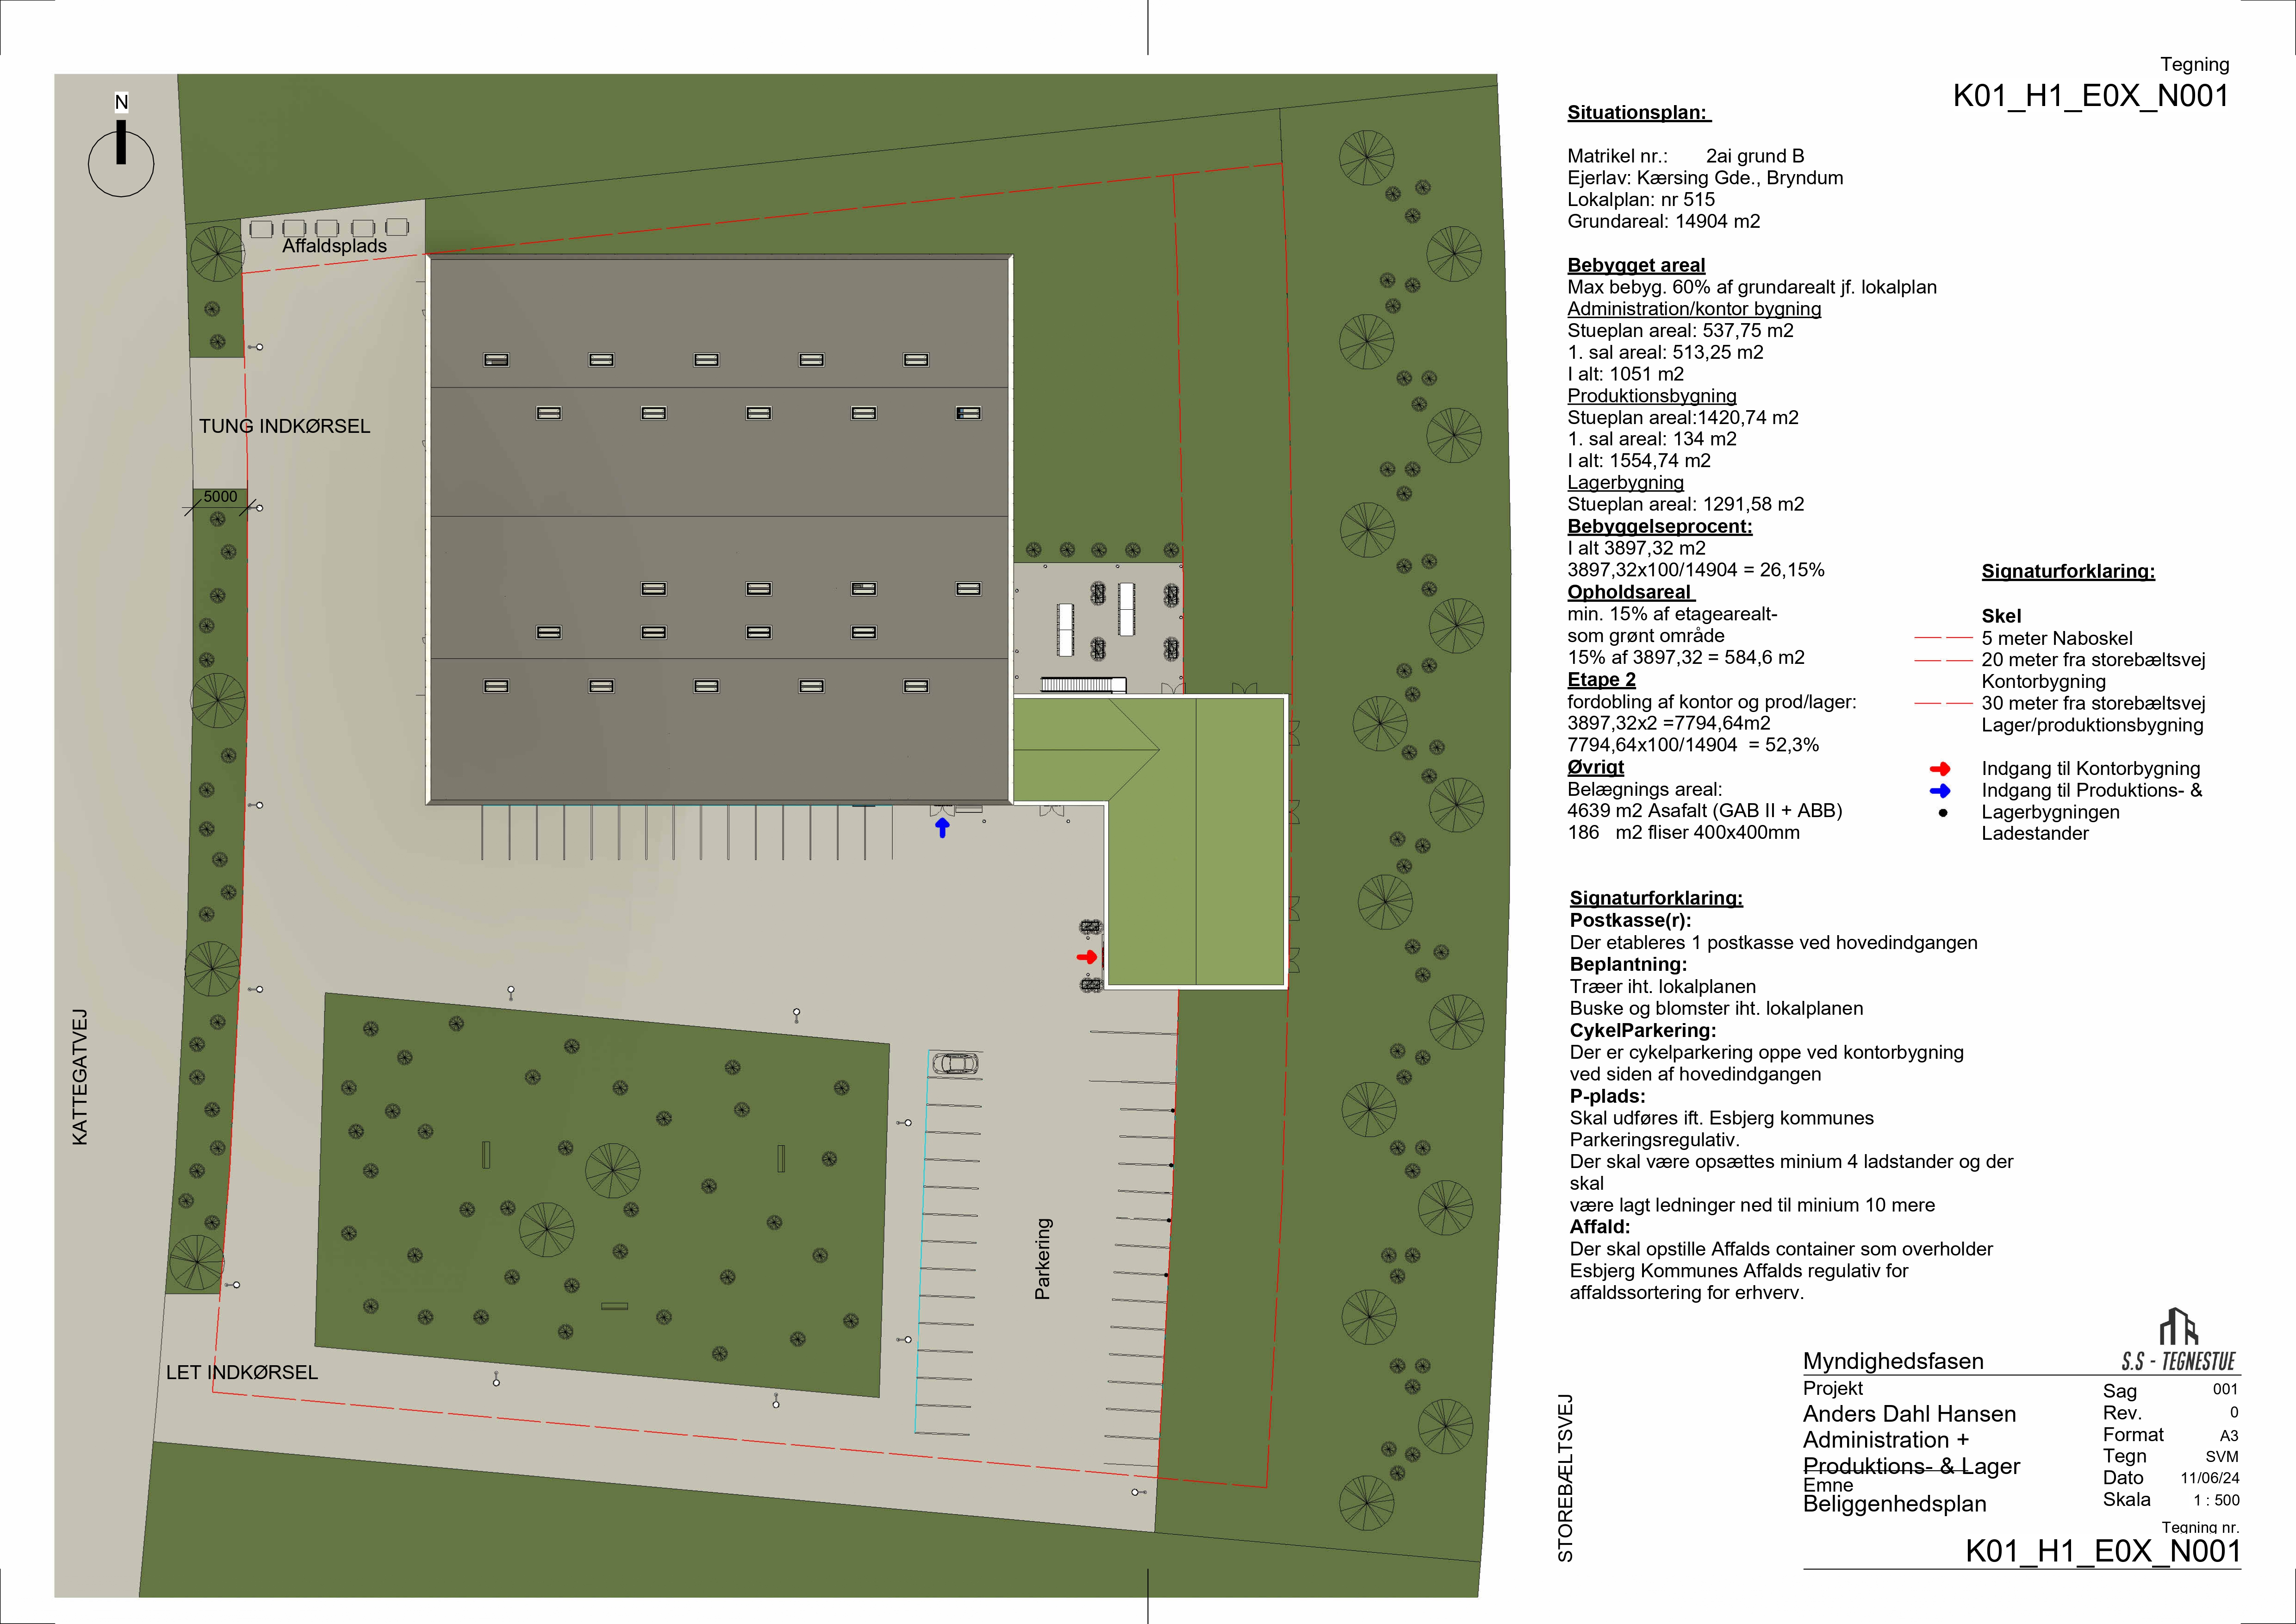 Tegning
K01_H1_E0X_N001
N
Affaldsplads
TUNG INDKØRSEL
5000
KATTEGATVEJ
LET INDKØRSEL
Parkering
STOREBÆLTSVEJ
Situationsplan:
Matrikel nr.: 2ai grund B
Ejerlav: Kærsing Gde., Bryndum
Lokalplan: nr 515
Grundareal: 14904 m2
Bebygget areal
Max bebyg. 60% af grundarealt jf. lokalplan
Administration/kontor bygning
Stueplan areal: 537,75 m2
1. sal areal: 513,25 m2
I alt: 1051 m2
Produktionsbygning
Stueplan areal:1420,74 m2
1. sal areal: 134 m2
I alt: 1554,74 m2
Lagerbygning
Stueplan areal: 1291,58 m2
Bebyggelseprocent:
I alt 3897,32 m2
3897,32x100/14904 = 26,15%
Opholdsareal
min. 15% af etagearealt-
som grønt område
15% af 3897,32 = 584,6 m2
Etape 2
fordobling af kontor og prod/lager:
3897,32x2 =7794,64m2
7794,64x100/14904 = 52,3%
Øvrigt
Belægnings areal:
4639 m2 Asafalt (GAB II + ABB)
186 m2 fliser 400x400mm
Signaturforklaring:
Skel
5 meter Naboskel
20 meter fra storebæltsvej
Kontorbygning
30 meter fra storebæltsvej
Lager/produktionsbygning
Indgang til Kontorbygning
Indgang til Produktions- &
Lagerbygningen
Ladestander
Signaturforklaring:
Postkasse(r):
Der etableres 1 postkasse ved hovedindgangen
Beplantning:
Træer iht. lokalplanen
Buske og blomster iht. lokalplanen
CykelParkering:
Der er cykelparkering oppe ved kontorbygning
ved siden af hovedindgangen
P-plads:
Skal udføres ift. Esbjerg kommunes
Parkeringsregulativ.
Der skal være opsættes minium 4 ladstander og der
skal
være lagt ledninger ned til minium 10 mere
Affald:
Der skal opstille Affalds container som overholder
Esbjerg Kommunes Affalds regulativ for
affaldssortering for erhverv.
S.S - TEGNESTUE
Myndighedsfasen
Projekt
Anders Dahl Hansen
Administration +
Produktions- & Lager
Emne
Beliggenhedsplan
Sag 001
Rev. 0
Format A3
Tegn SVM
Dato 11/06/24
Skala 1 : 500
Tegning nr.
K01_H1_E0X_N001